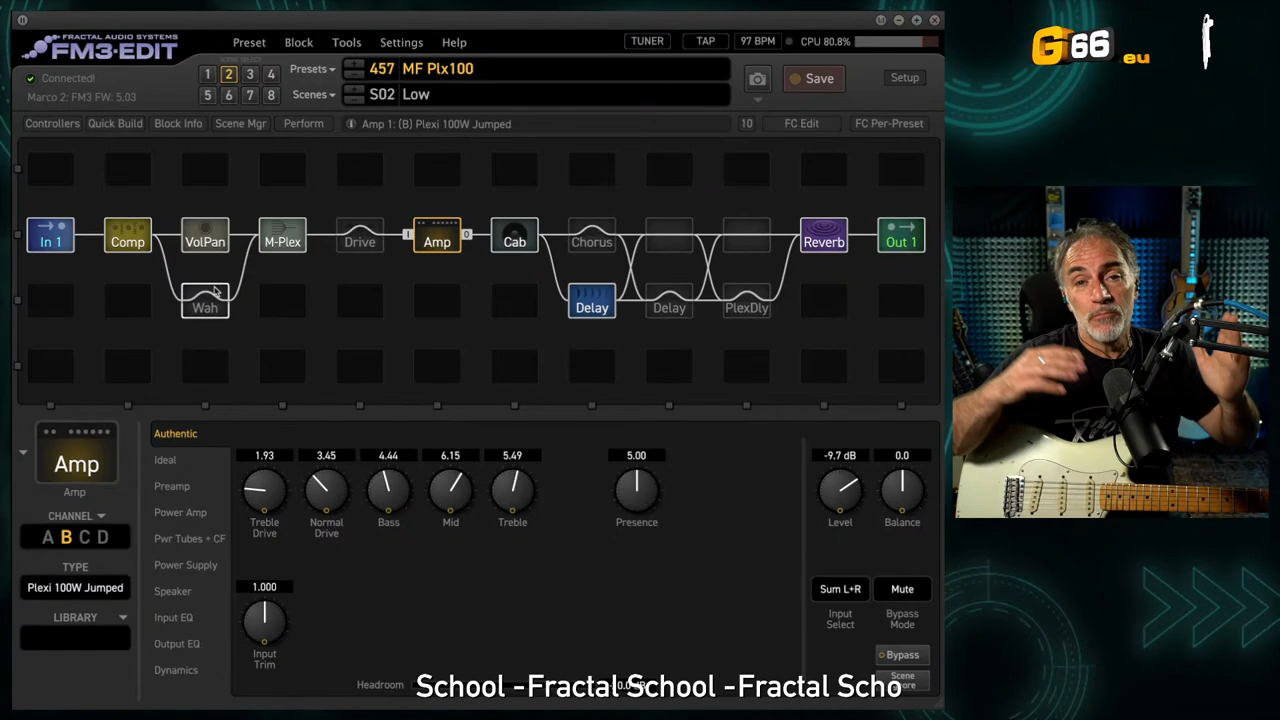 FRACTAL AUDIO SYSTEMS
FM3-EDIT
Preset Block Tools Settings Help
TUNER TAP 97 BPM CPU 80.8%
G66 eu
Connected!
Marco 2: FM3 FW: 5.03
1 2 3 4
5 6 7 8
Presets 457 MF Plx100
Scenes S02 Low
Save Setup
Controllers Quick Build Block Info Scene Mgr Perform
Amp 1: (B) Plexi 100W Jumped
10 FC Edit FC Per-Preset
In 1 Comp VolPan M-Plex Drive I Amp O Cab Chorus Reverb Out 1
Wah Delay Delay PlexDly
Amp
Amp
CHANNEL
A B C D
TYPE
Plexi 100W Jumped
LIBRARY
Authentic
Ideal
Preamp
Power Amp
Pwr Tubes + CF
Power Supply
Speaker
Input EQ
Output EQ
Dynamics
1.93 3.45 4.44 6.15 5.49 5.00 -9.7 dB 0.0
Treble Drive Normal Drive Bass Mid Treble Presence Level Balance
1.000
Input Trim
Sum L+R Mute
Input Select Bypass Mode
Bypass
Scene
Headroom
School -Fractal School -Fractal Scho